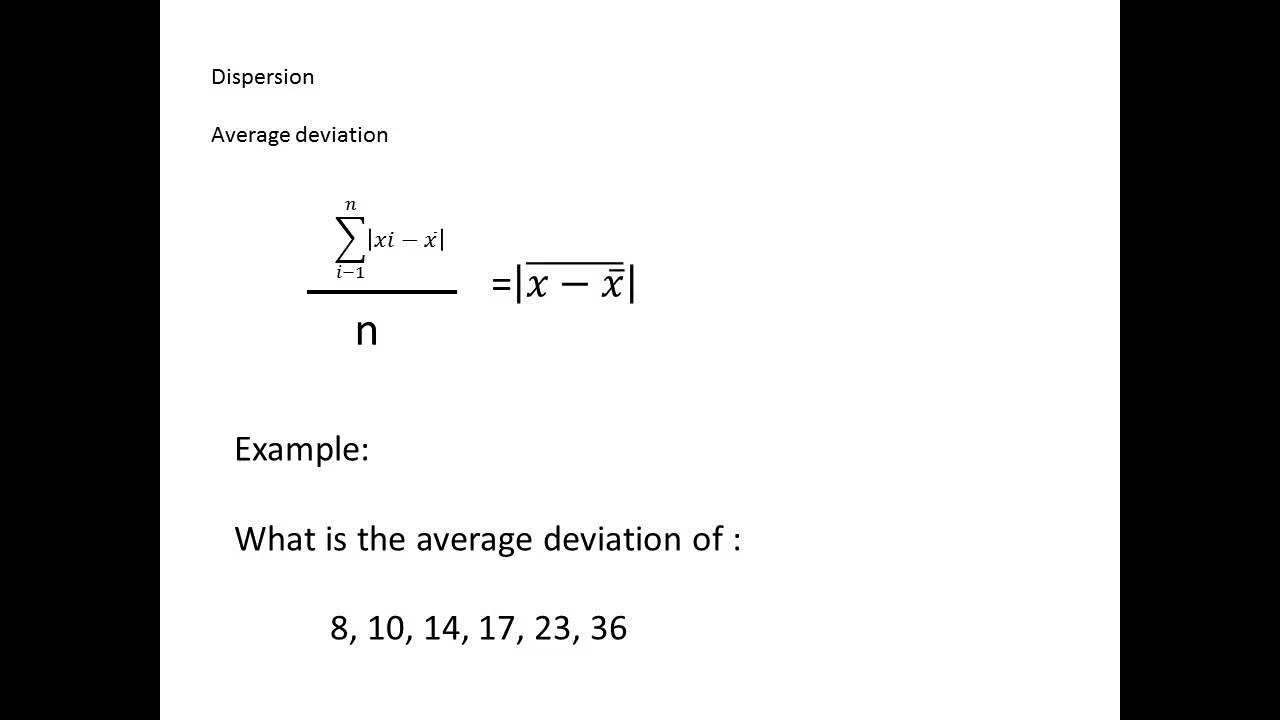 Dispersion
Average deviation
n
∑|xi − x̄|
i−1
n
=|x − x̄|
Example:
What is the average deviation of :
8, 10, 14, 17, 23, 36